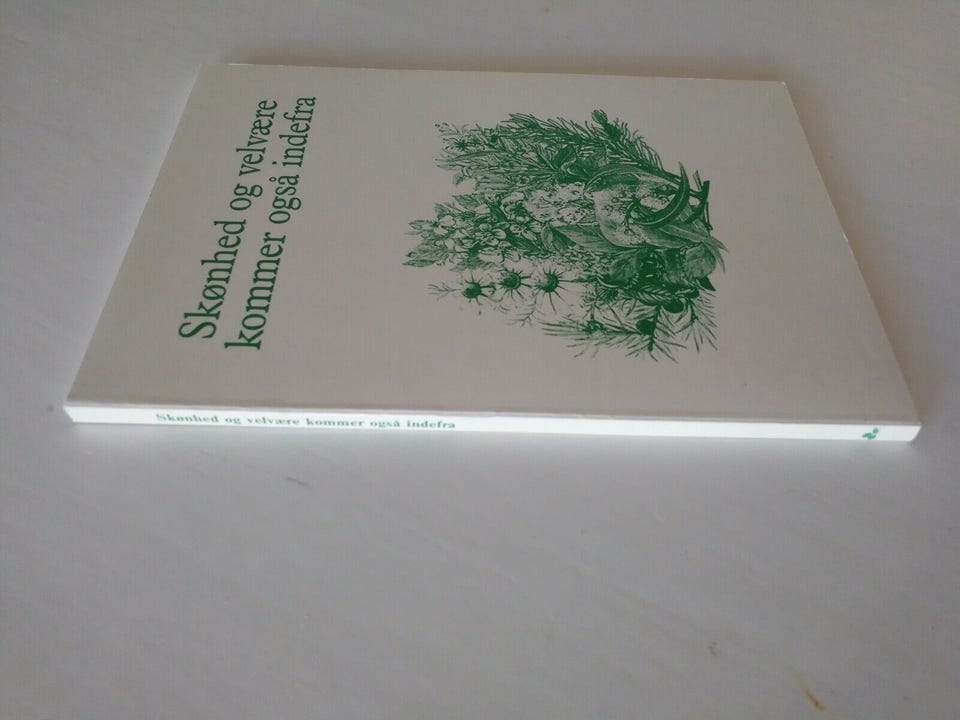 Skønhed og velvære
kommer også indefra
Skønhed og velvære kommer også indefra